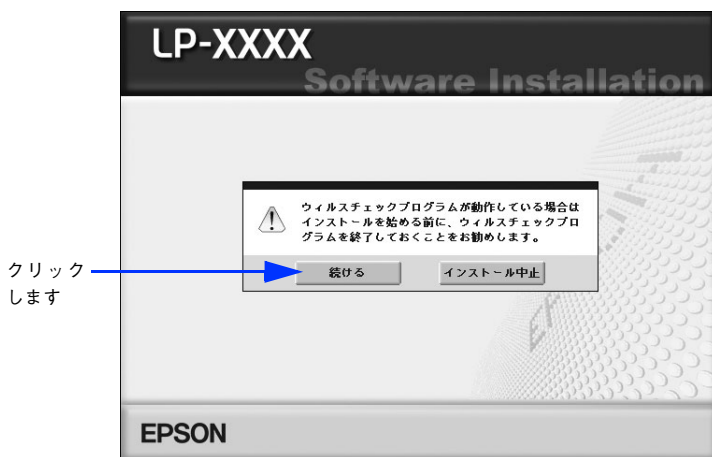 LP-XXXX
Software Installation
ウィルスチェックプログラムが動作している場合は
インストールを始める前に、ウィルスチェックプロ
グラムを終了しておくことをお勧めします。
クリック
します
続ける
インストール中止
EPSON